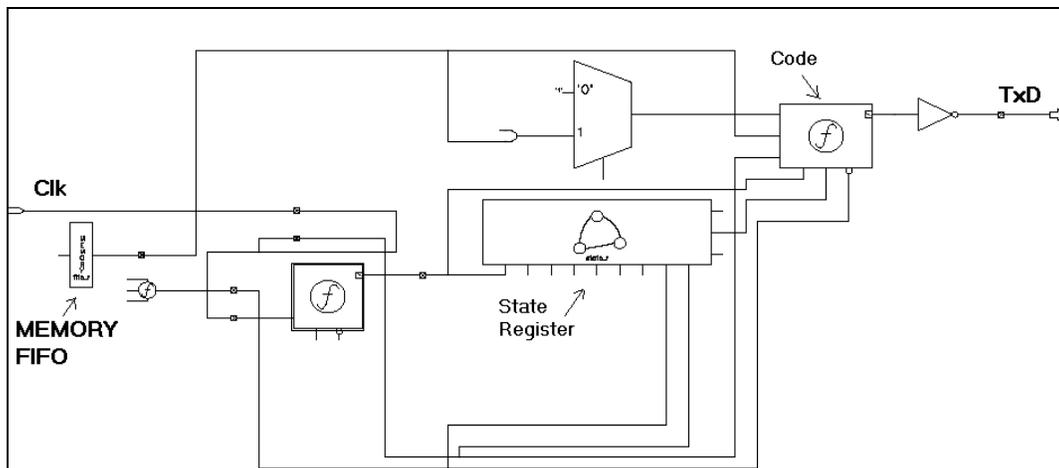 Code
'0"
TxD
1
Clk
State
Register
MEMORY
FIFO